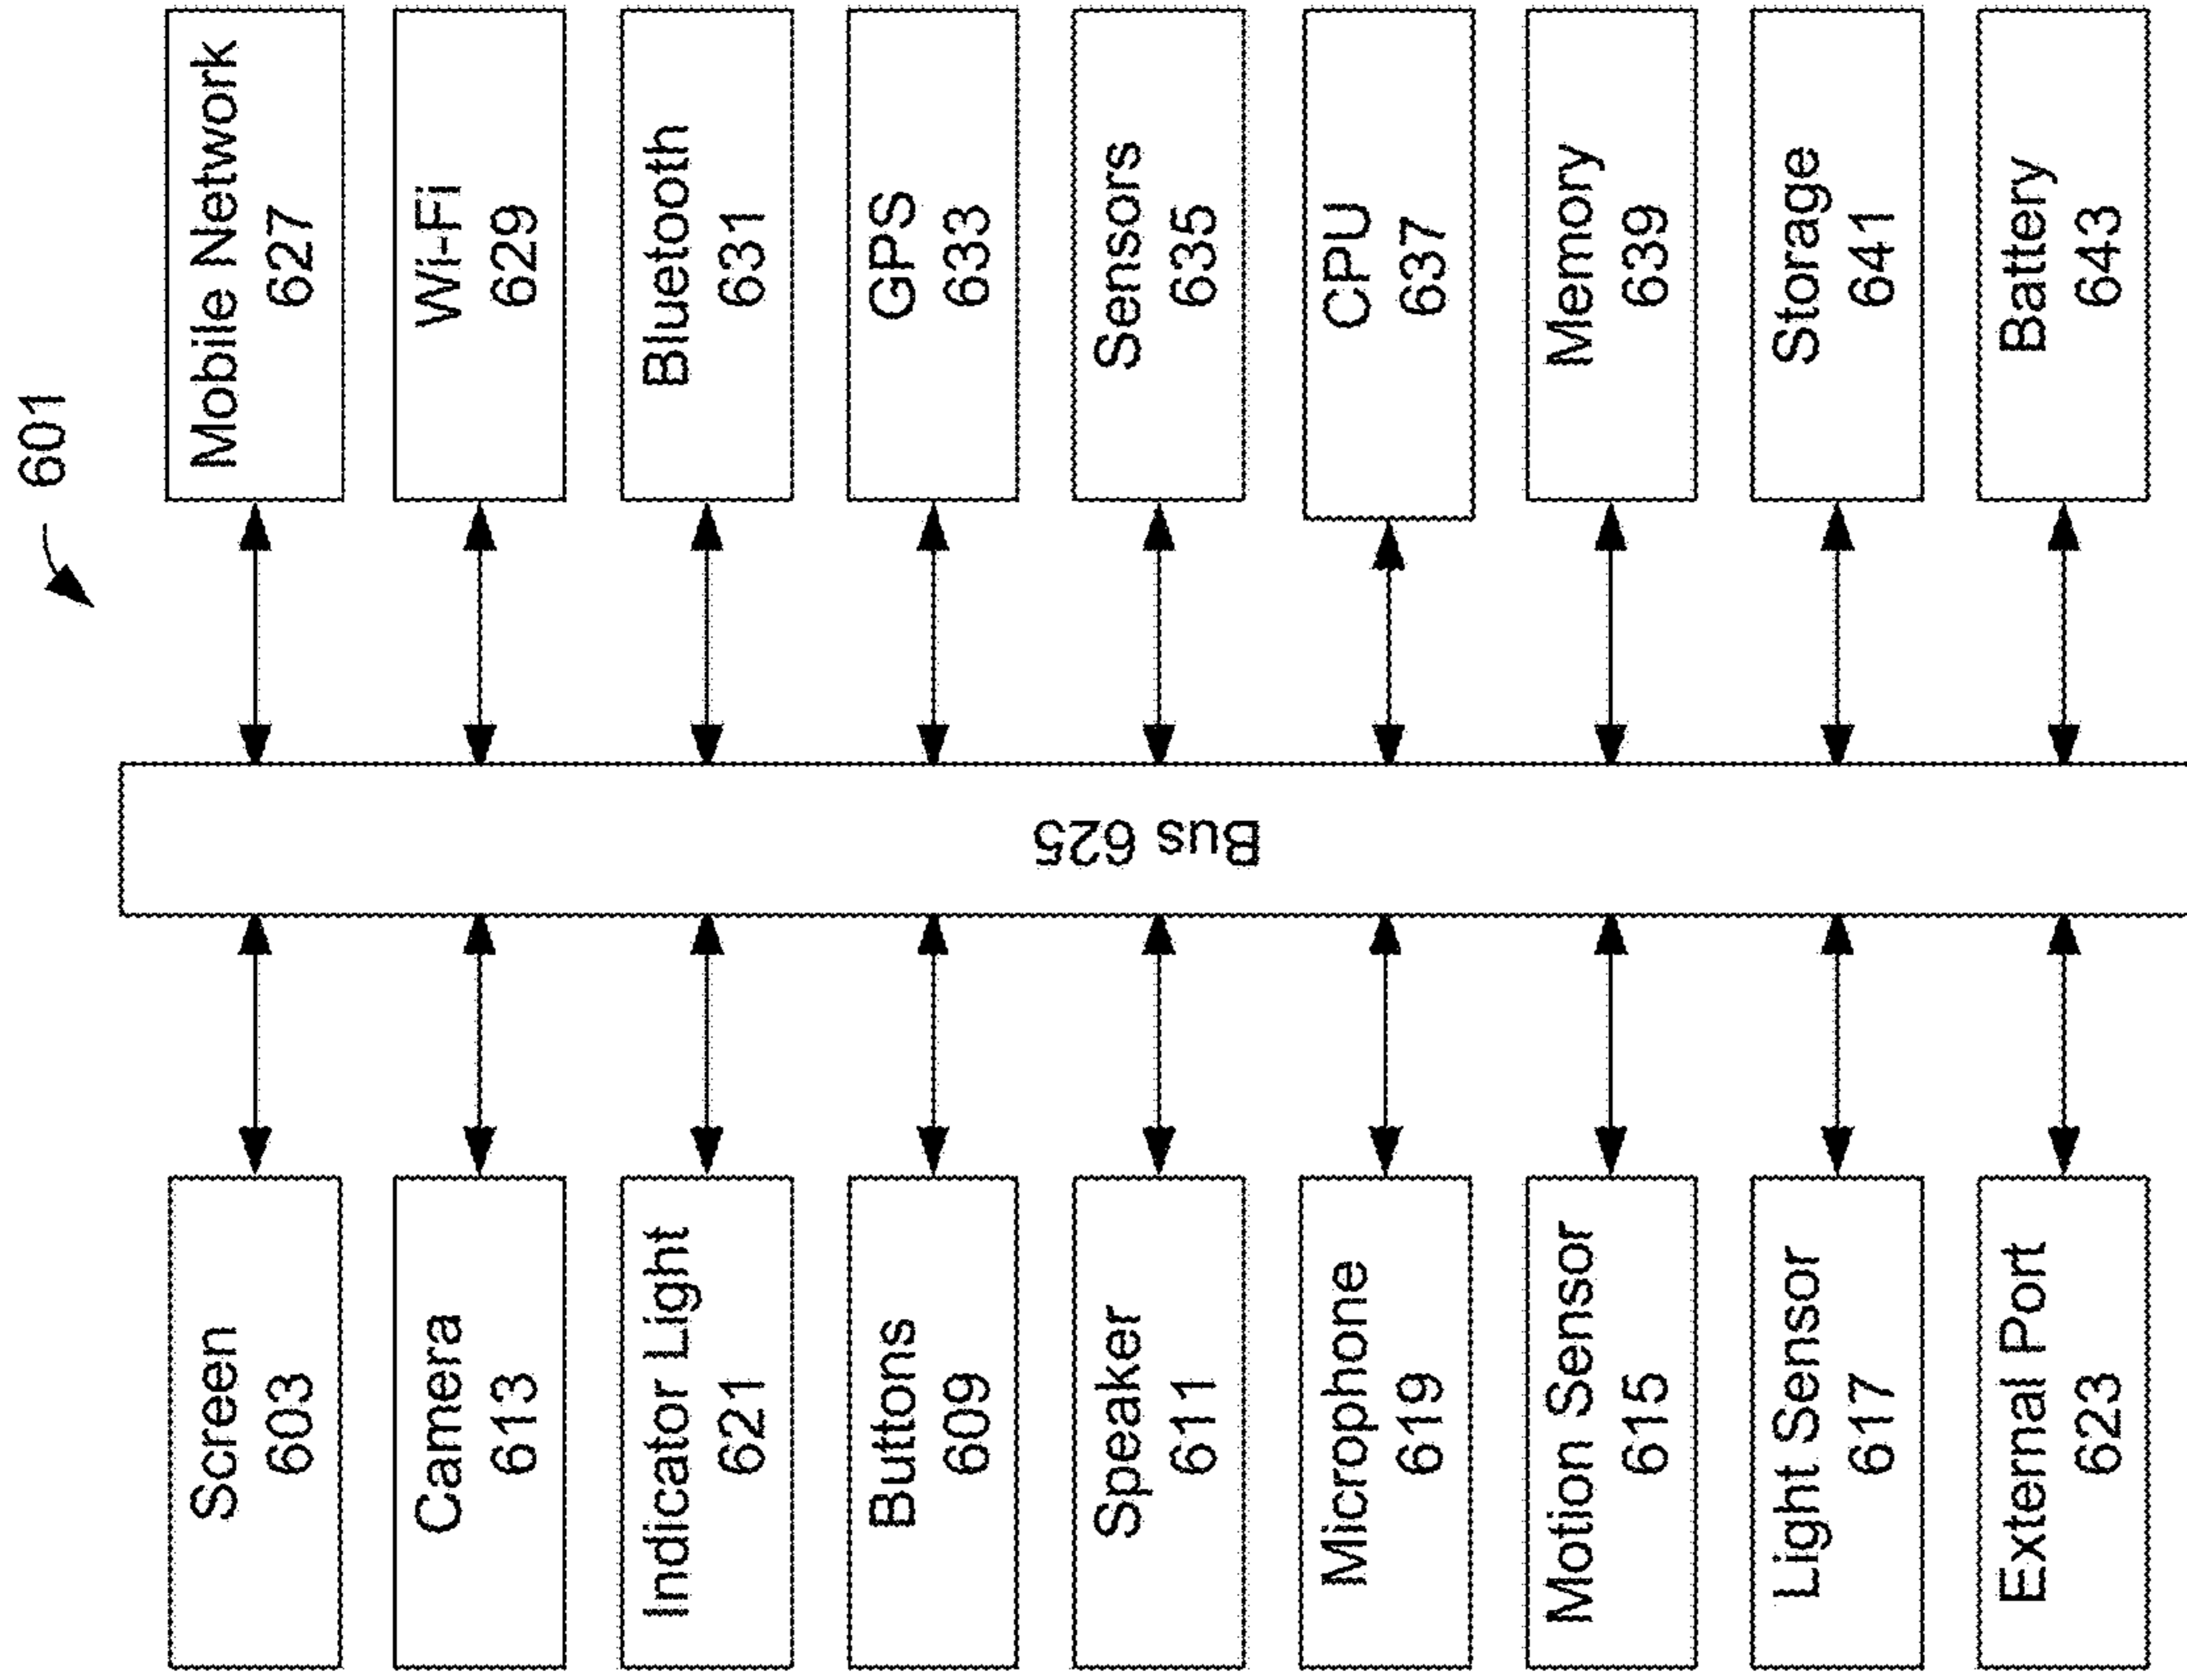 601
Screen
603
Camera
613
Indicator Light
621
Buttons
609
Speaker
611
Microphone
619
Motion Sensor
615
Light Sensor
617
External Port
623
Bus 625
Mobile Network
627
Wi-Fi
629
Bluetooth
631
GPS
633
Sensors
635
CPU
637
Memory
639
Storage
641
Battery
643